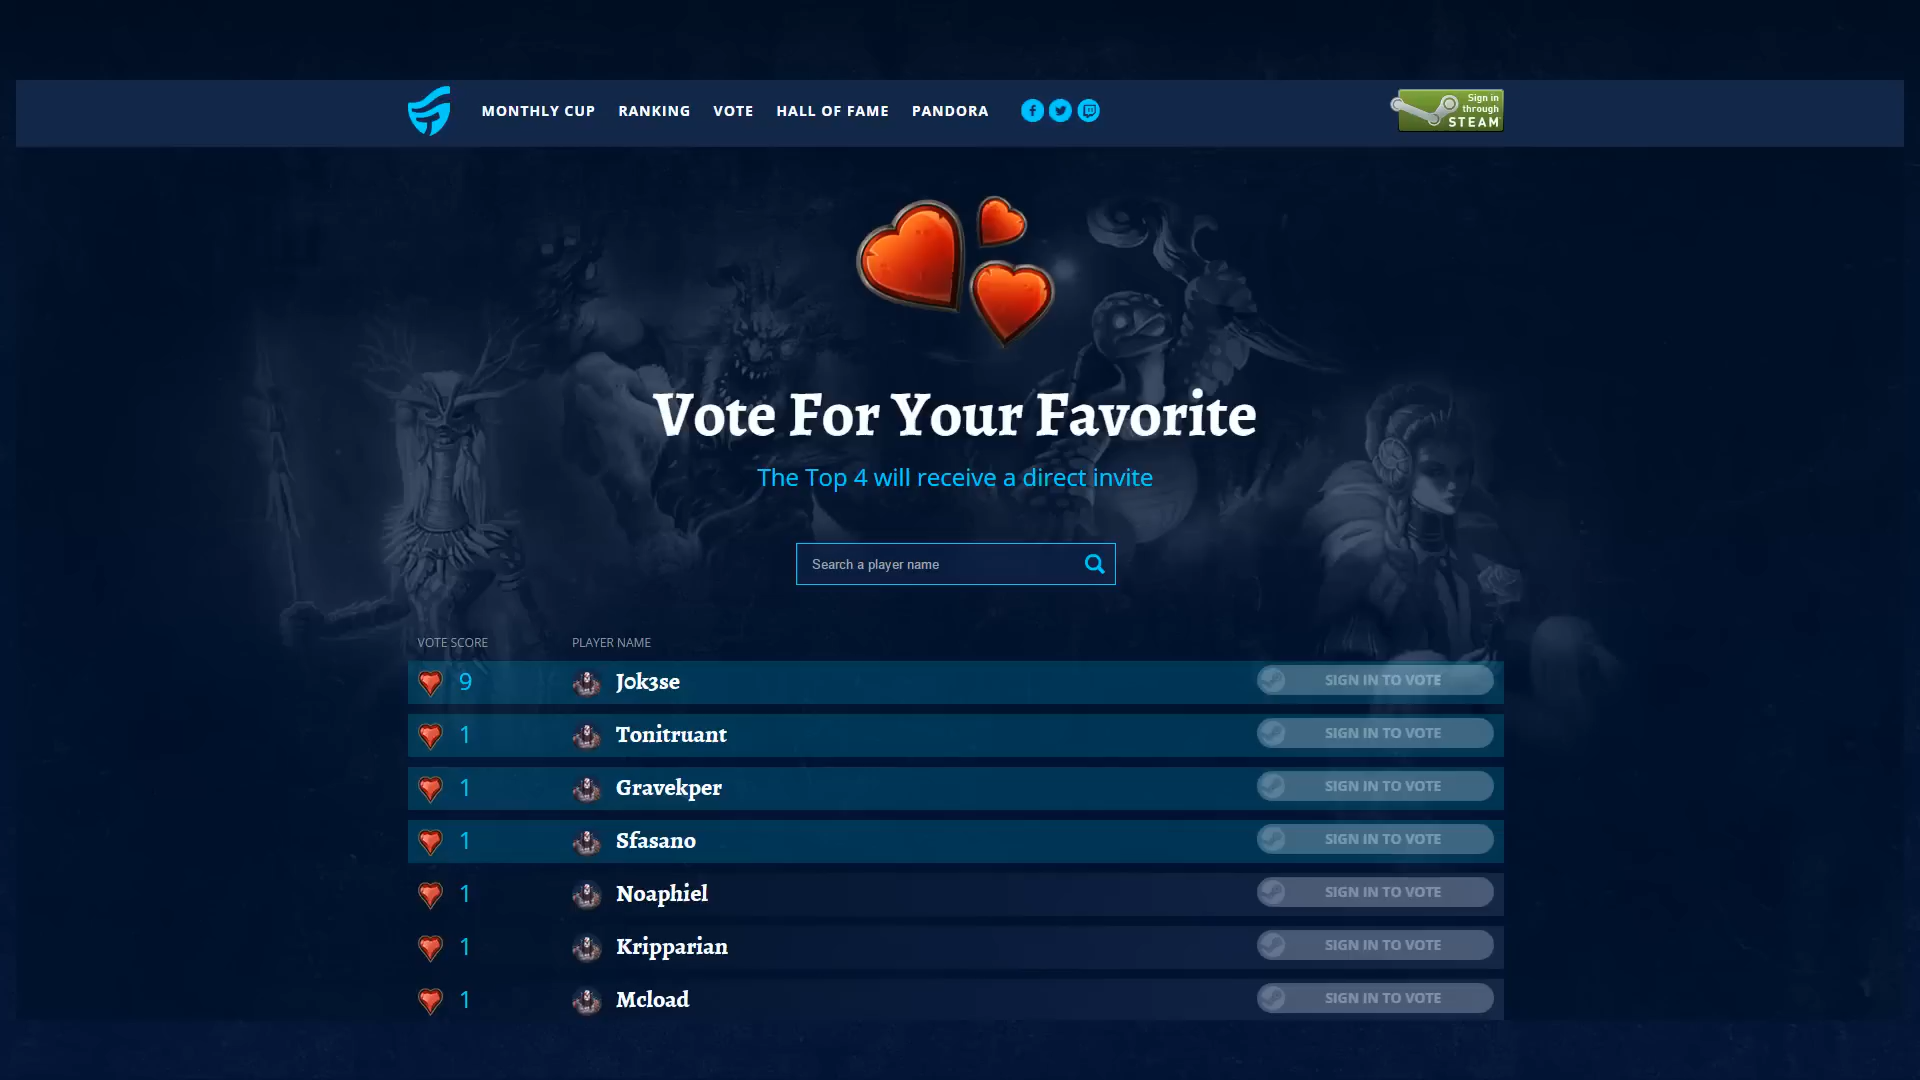 MONTHLY CUP RANKING VOTE HALL OF FAME PANDORA
Sign in
through
STEAM
Vote For Your Favorite
The Top 4 will receive a direct invite
Search a player name
VOTE SCORE PLAYER NAME
9 Jok3se SIGN IN TO VOTE
1 Tonitruant SIGN IN TO VOTE
1 Gravekper SIGN IN TO VOTE
1 Sfasano SIGN IN TO VOTE
1 Noaphiel SIGN IN TO VOTE
1 Kripparian SIGN IN TO VOTE
1 Mcload SIGN IN TO VOTE